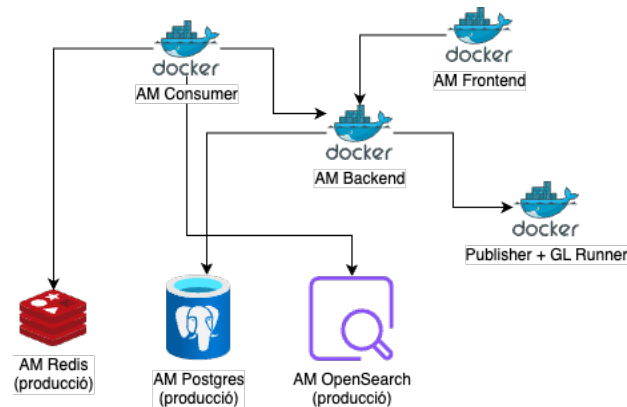 docker
AM Consumer
docker
AM Frontend
docker
AM Backend
docker
Publisher + GL Runner
AM Redis
(producció)
AM Postgres
(producció)
AM OpenSearch
(producció)